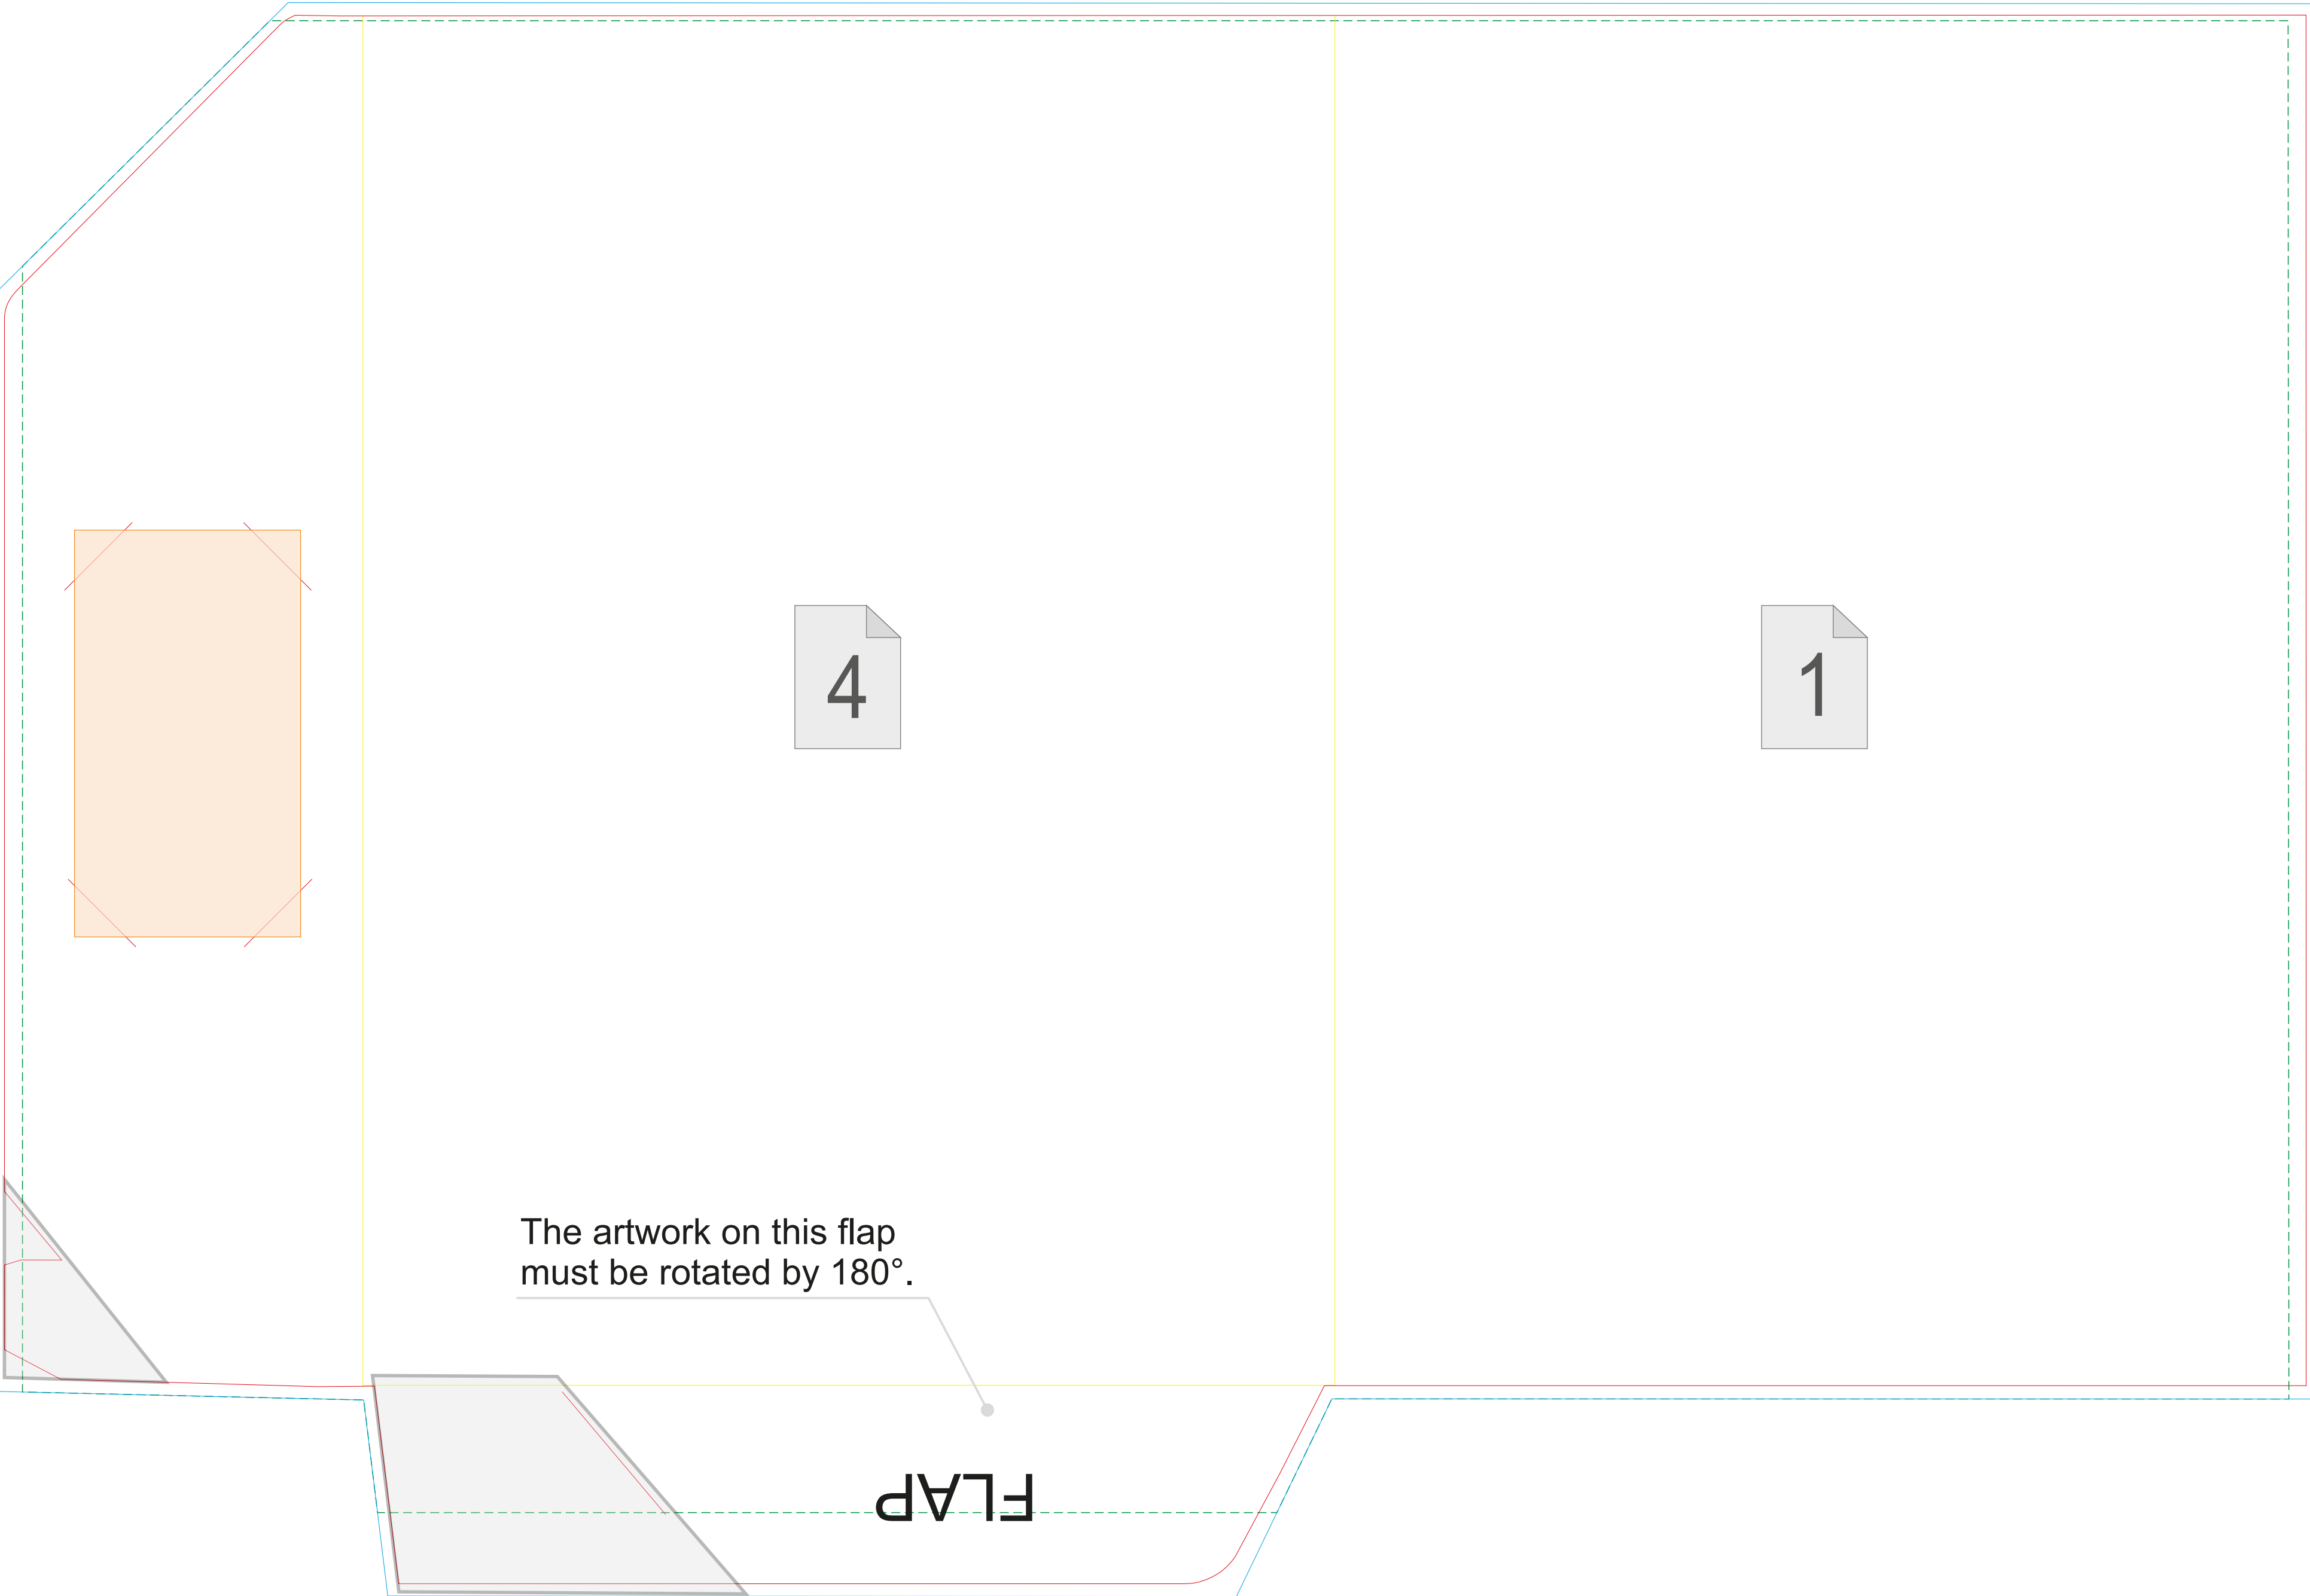 4
1
The artwork on this flap
must be rotated by 180°.
FLAP